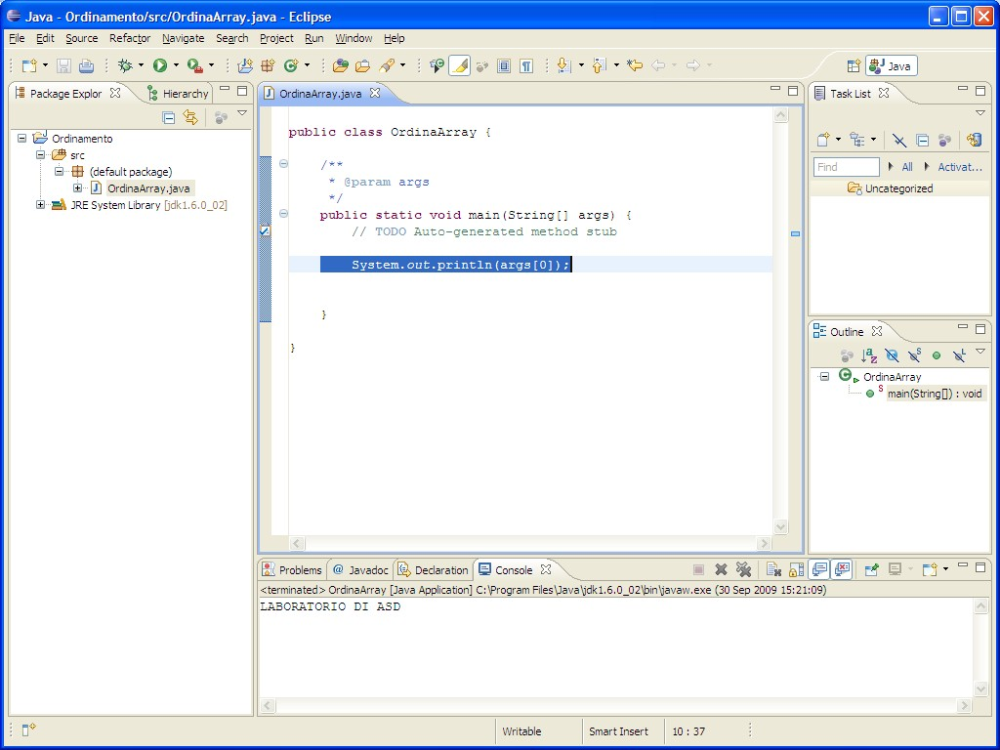 Java - Ordinamento/src/OrdinaArray.java - Eclipse
File Edit Source Refactor Navigate Search Project Run Window Help
Java
Package Explor Hierarchy
Ordinamento
src
(default package)
OrdinaArray.java
JRE System Library [jdk1.6.0_02]
OrdinaArray.java
public class OrdinaArray {
/**
* @param args
*/
public static void main(String[] args) {
// TODO Auto-generated method stub
System.out.println(args[0]);
}
}
Task List
Find All Activat...
Uncategorized
Outline
OrdinaArray
main(String[]) : void
Problems @ Javadoc Declaration Console
<terminated> OrdinaArray [Java Application] C:\Program Files\Java\jdk1.6.0_02\bin\javaw.exe (30 Sep 2009 15:21:09)
LABORATORIO DI ASD
Writable Smart Insert 10 : 37